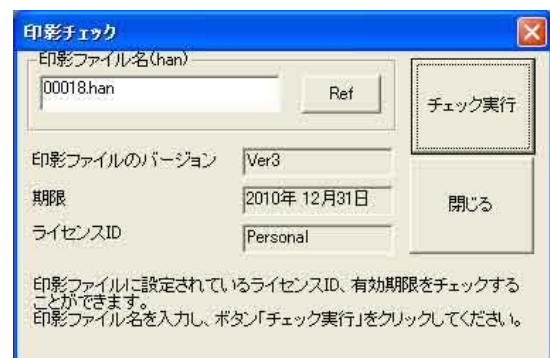 印影チェック
印影ファイル名(han)
00018.han
Ref
チェック実行
印影ファイルのバージョン
Ver3
期限
2010年 12月31日
閉じる
ライセンスID
Personal
印影ファイルに設定されているライセンスID、有効期限をチェックする
ことができます。
印影ファイル名を入力し、ボタン「チェック実行」をクリックしてください。